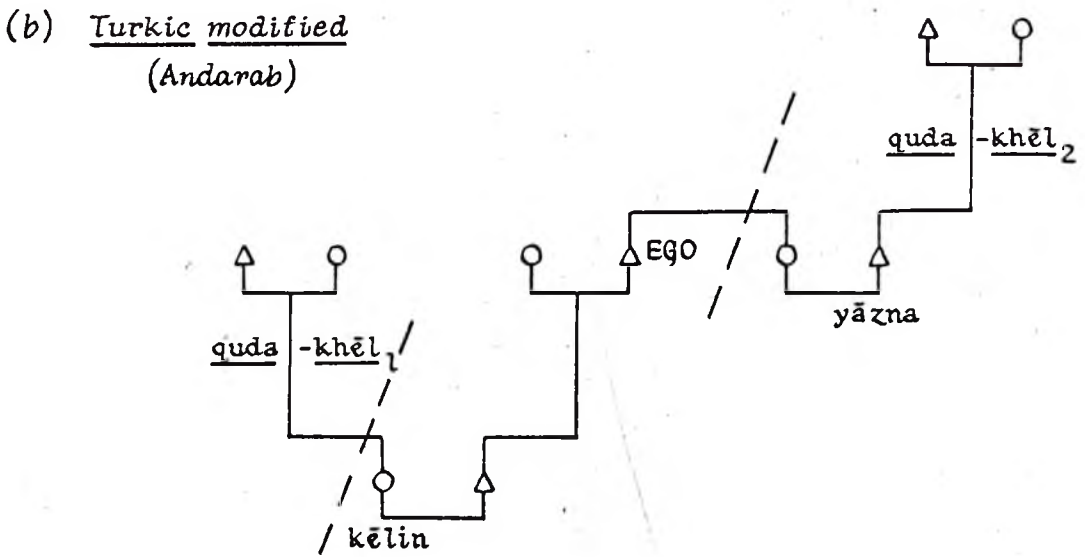 (b) Turkic modified
(Andarab)
quda -khēl₂
EGO
yāzna
quda -khēl₁
kēlin